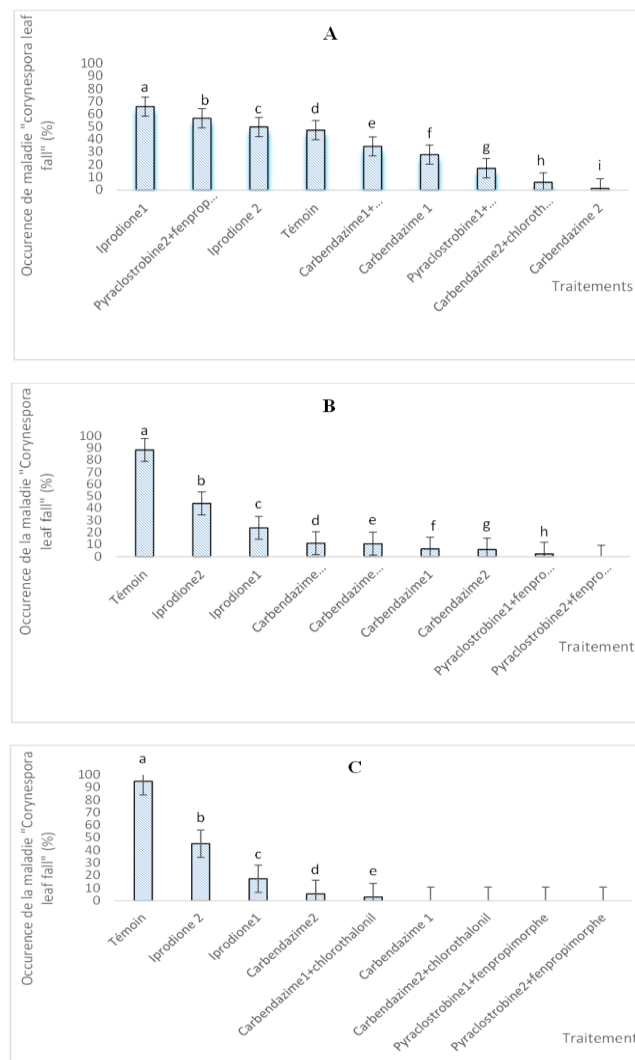 A
Occurence de maladie "corynespora leaf
fall" (%)
100
90
80
70
60
50
40
30
20
10
0
a
b
c
d
e
f
g
h
i
Iprodione1
Pyraclostrobine2+fenprop…
Iprodione 2
Témoin
Carbendazime1+…
Carbendazime 1
Pyraclostrobine1+…
Carbendazime2+chloroth…
Carbendazime 2
Traitements
B
Occurence de la maladie "Corynespora
leaf fall" (%)
100
90
80
70
60
50
40
30
20
10
0
a
b
c
d
e
f
g
h
Témoin
Iprodione2
Iprodione1
Carbendazime…
Carbendazime…
Carbendazime1
Carbendazime2
Pyraclostrobine1+fenpro…
Pyraclostrobine2+fenpro…
Traitement
C
Occurence de la maladie "Corynespora
leaf fall" (%)
100
90
80
70
60
50
40
30
20
10
0
a
b
c
d
e
Témoin
Iprodione 2
Iprodione1
Carbendazime2
Carbendazime1+chlorothalonil
Carbendazime 1
Carbendazime2+chlorothalonil
Pyraclostrobine1+fenpropimorphe
Pyraclostrobine2+fenpropimorphe
Traitement